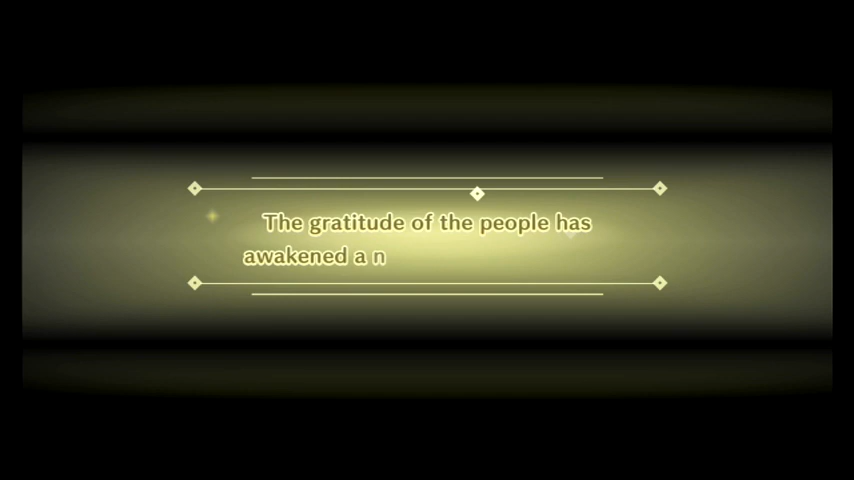 The gratitude of the people has
awakened a n